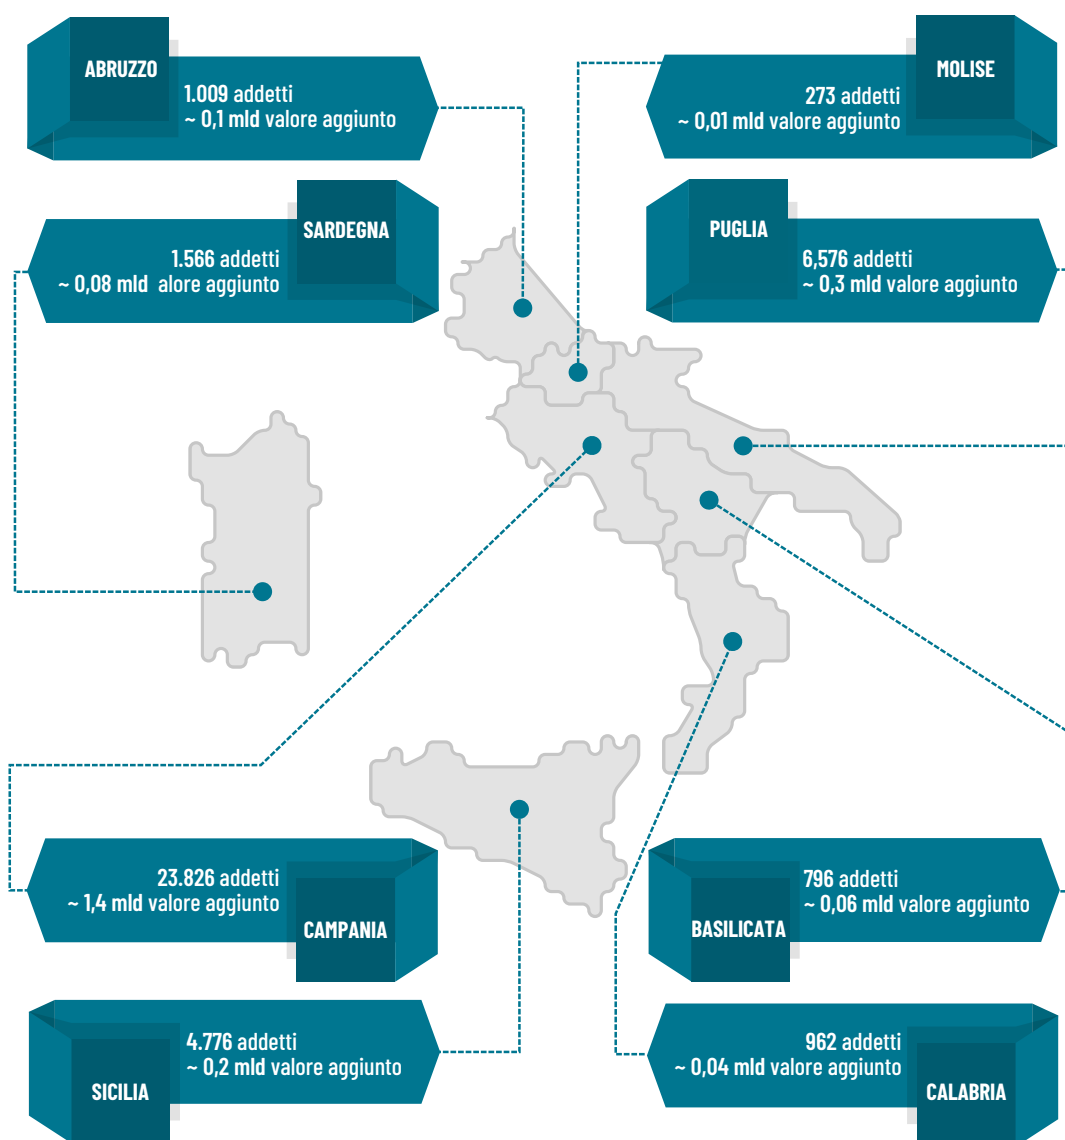 ABRUZZO
1.009 addetti
~ 0,1 mld valore aggiunto
MOLISE
273 addetti
~ 0,01 mld valore aggiunto
SARDEGNA
1.566 addetti
~ 0,08 mld alore aggiunto
PUGLIA
6,576 addetti
~ 0,3 mld valore aggiunto
23.826 addetti
~ 1,4 mld valore aggiunto
CAMPANIA
796 addetti
~ 0,06 mld valore aggiunto
BASILICATA
4.776 addetti
~ 0,2 mld valore aggiunto
SICILIA
962 addetti
~ 0,04 mld valore aggiunto
CALABRIA